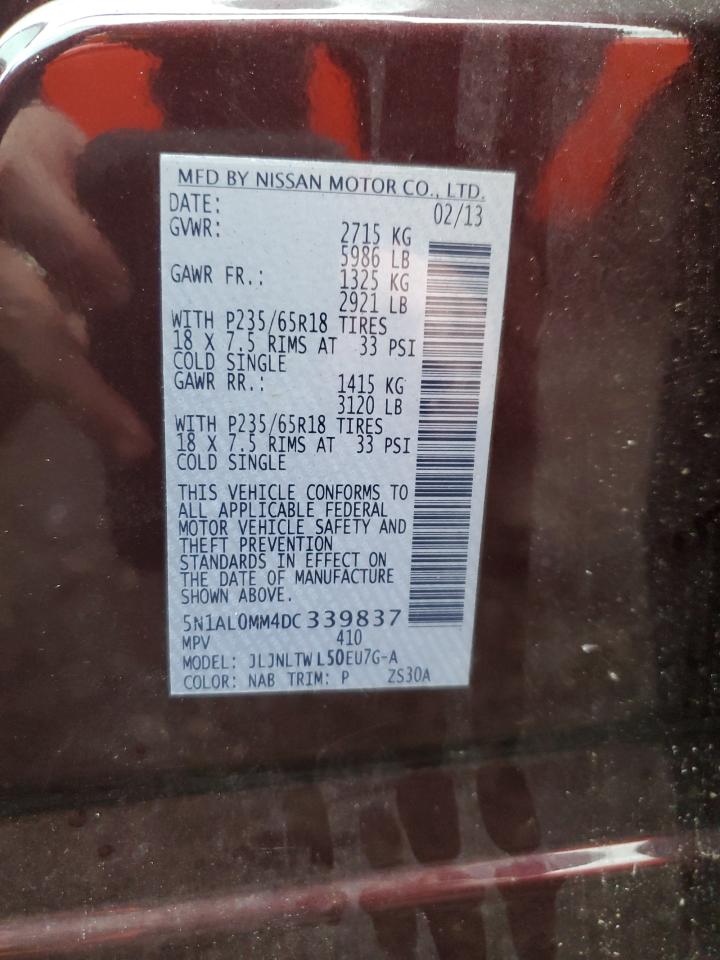 MFD BY NISSAN MOTOR CO., LTD.
DATE: 02/13
GVWR: 2715 KG
5986 LB
GAWR FR.: 1325 KG
2921 LB
WITH P235/65R18 TIRES
18 X 7.5 RIMS AT 33 PSI
COLD SINGLE
GAWR RR.: 1415 KG
3120 LB
WITH P235/65R18 TIRES
18 X 7.5 RIMS AT 33 PSI
COLD SINGLE
THIS VEHICLE CONFORMS TO
ALL APPLICABLE FEDERAL
MOTOR VEHICLE SAFETY AND
THEFT PREVENTION
STANDARDS IN EFFECT ON
THE DATE OF MANUFACTURE
SHOWN ABOVE.
5N1AL0MM4DC339837
MPV 410
MODEL: JLJNLTWL50EU7G-A
COLOR: NAB TRIM: P ZS30A